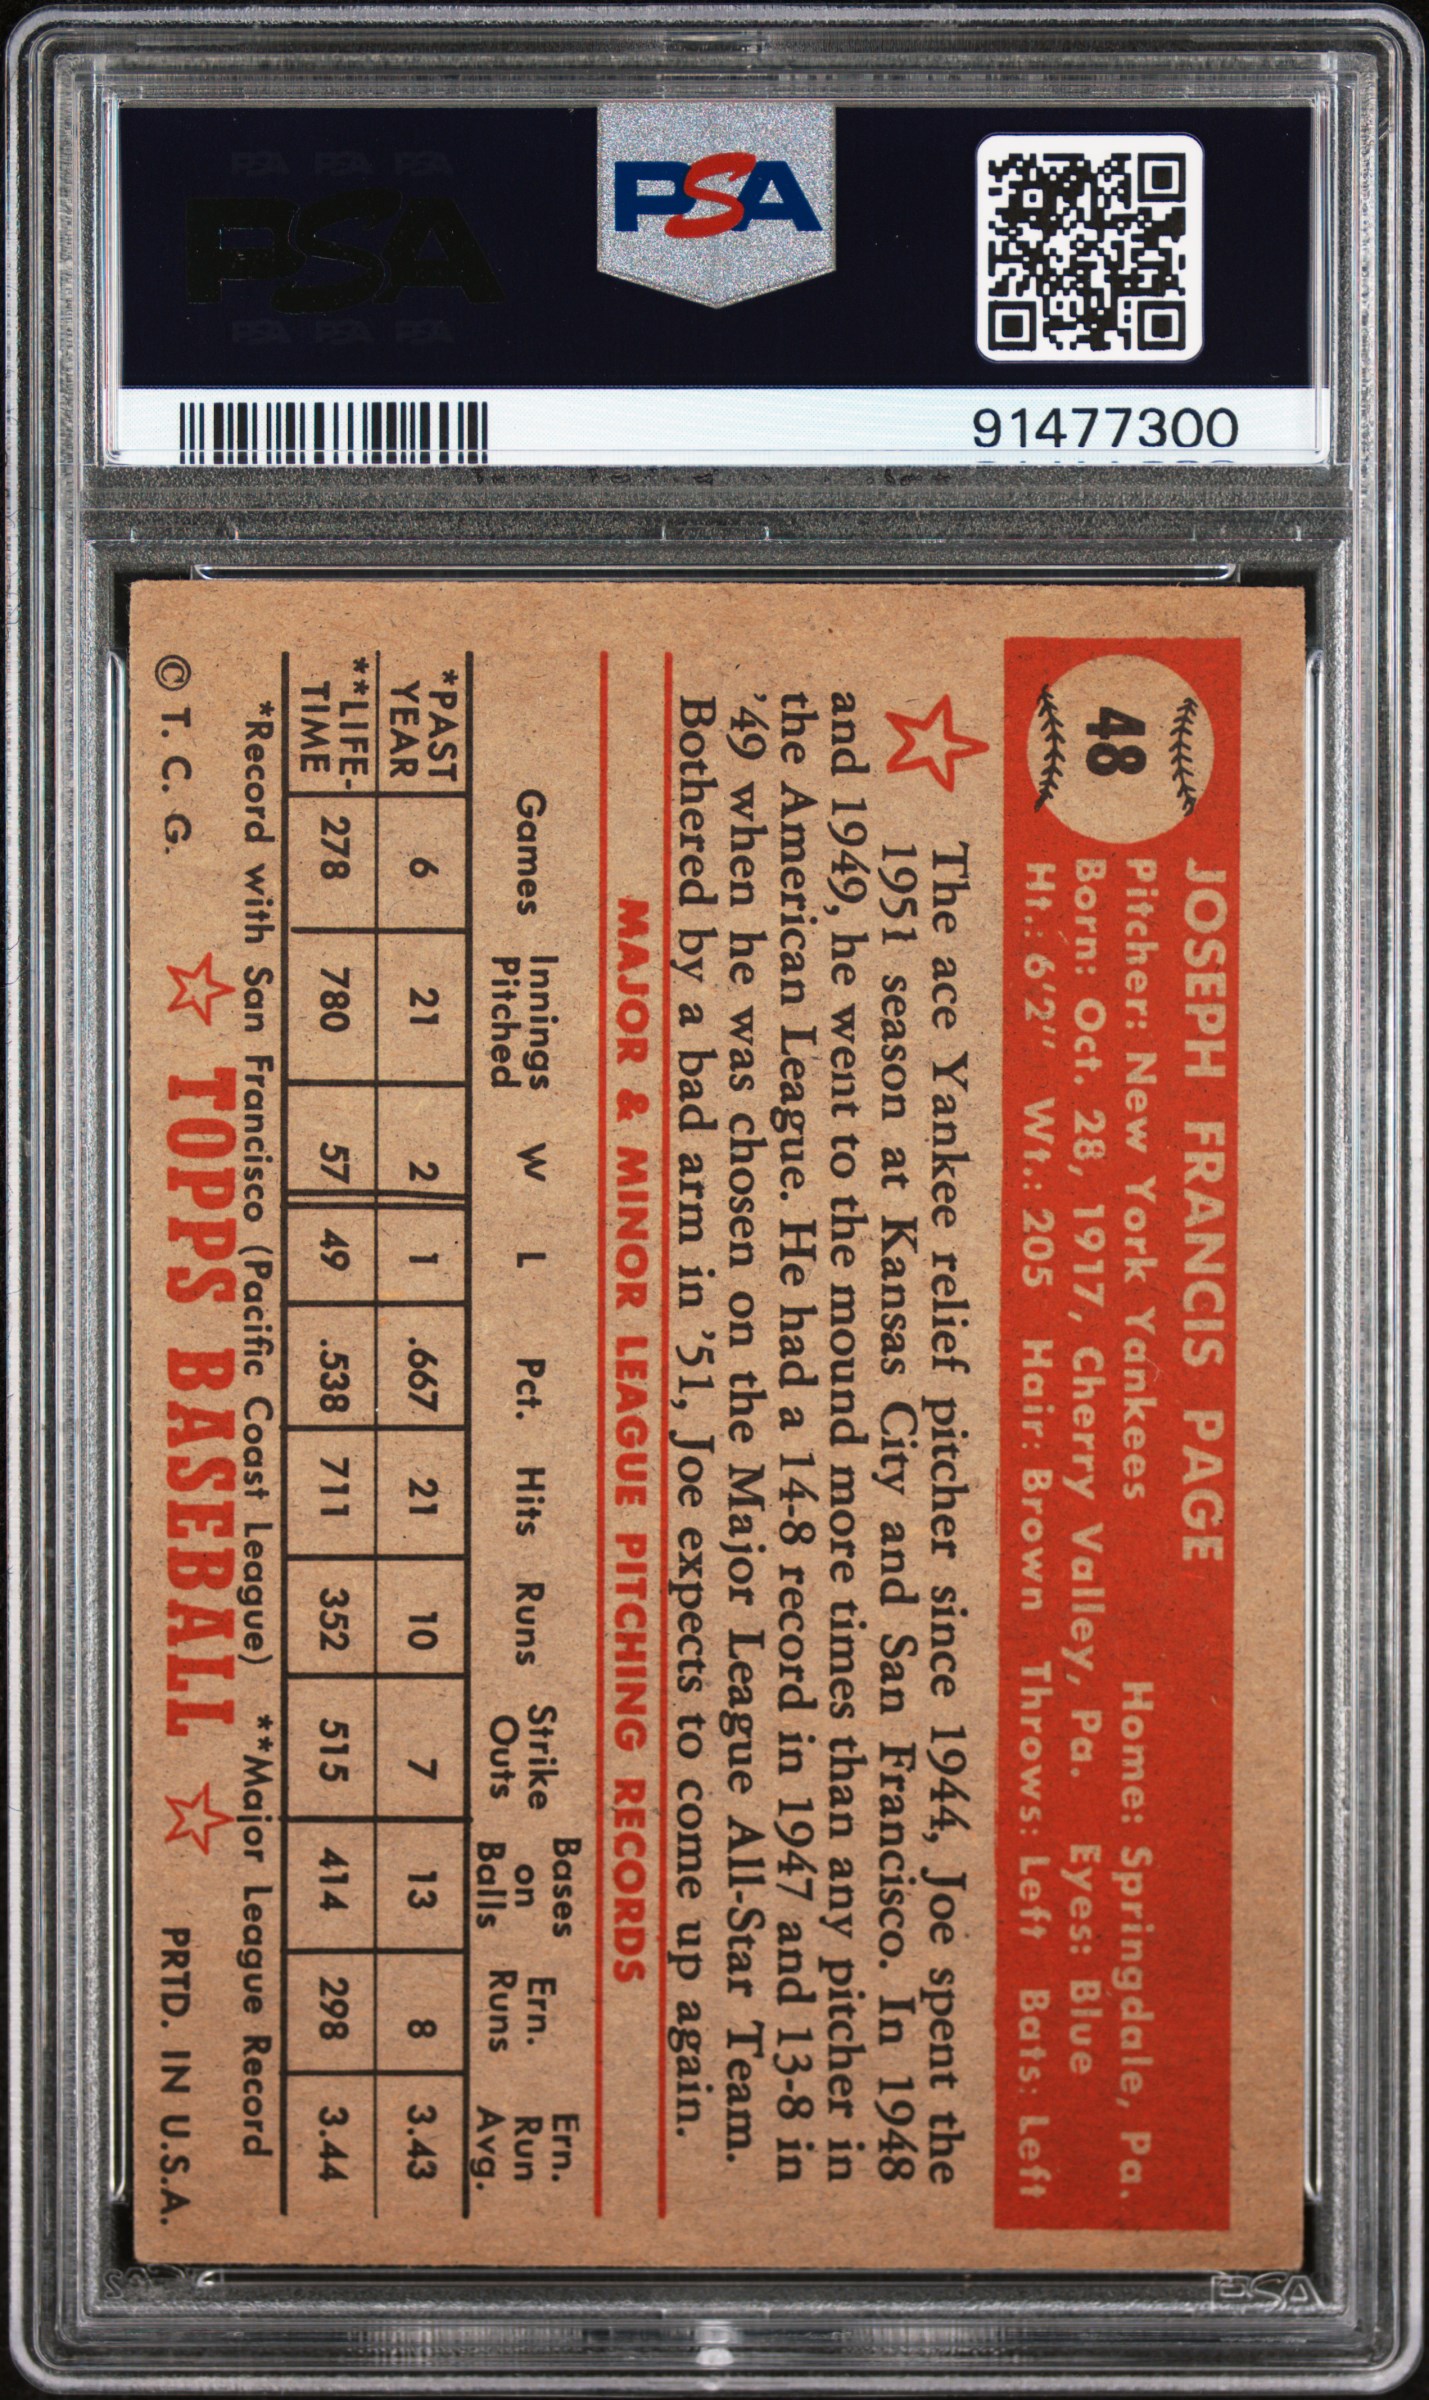 PSA PSA PSA
PSA
PSA PSA PSA
PSA
91477300
48
JOSEPH FRANCIS PAGE
Pitcher: New York Yankees Home: Springdale, Pa.
Born: Oct. 28, 1917, Cherry Valley, Pa. Eyes: Blue
Ht.: 6'2" Wt.: 205 Hair: Brown Throws: Left Bats: Left
The ace Yankee relief pitcher since 1944, Joe spent the
1951 season at Kansas City and San Francisco. In 1948
and 1949, he went to the mound more times than any pitcher in
the American League. He had a 14-8 record in 1947 and 13-8 in
'49 when he was chosen on the Major League All-Star Team.
Bothered by a bad arm in '51, Joe expects to come up again.
MAJOR & MINOR LEAGUE PITCHING RECORDS
Games Innings Pitched W L Pct. Hits Runs Strike Outs Bases on Balls Ern. Runs Ern. Run Avg.
*PAST YEAR 6 21 2 1 .667 21 10 7 13 8 3.43
**LIFE-TIME 278 780 57 49 .538 711 352 515 414 298 3.44
*Record with San Francisco (Pacific Coast League) **Major League Record
© T. C. G. TOPPS BASEBALL PRTD. IN U.S.A.
PSA